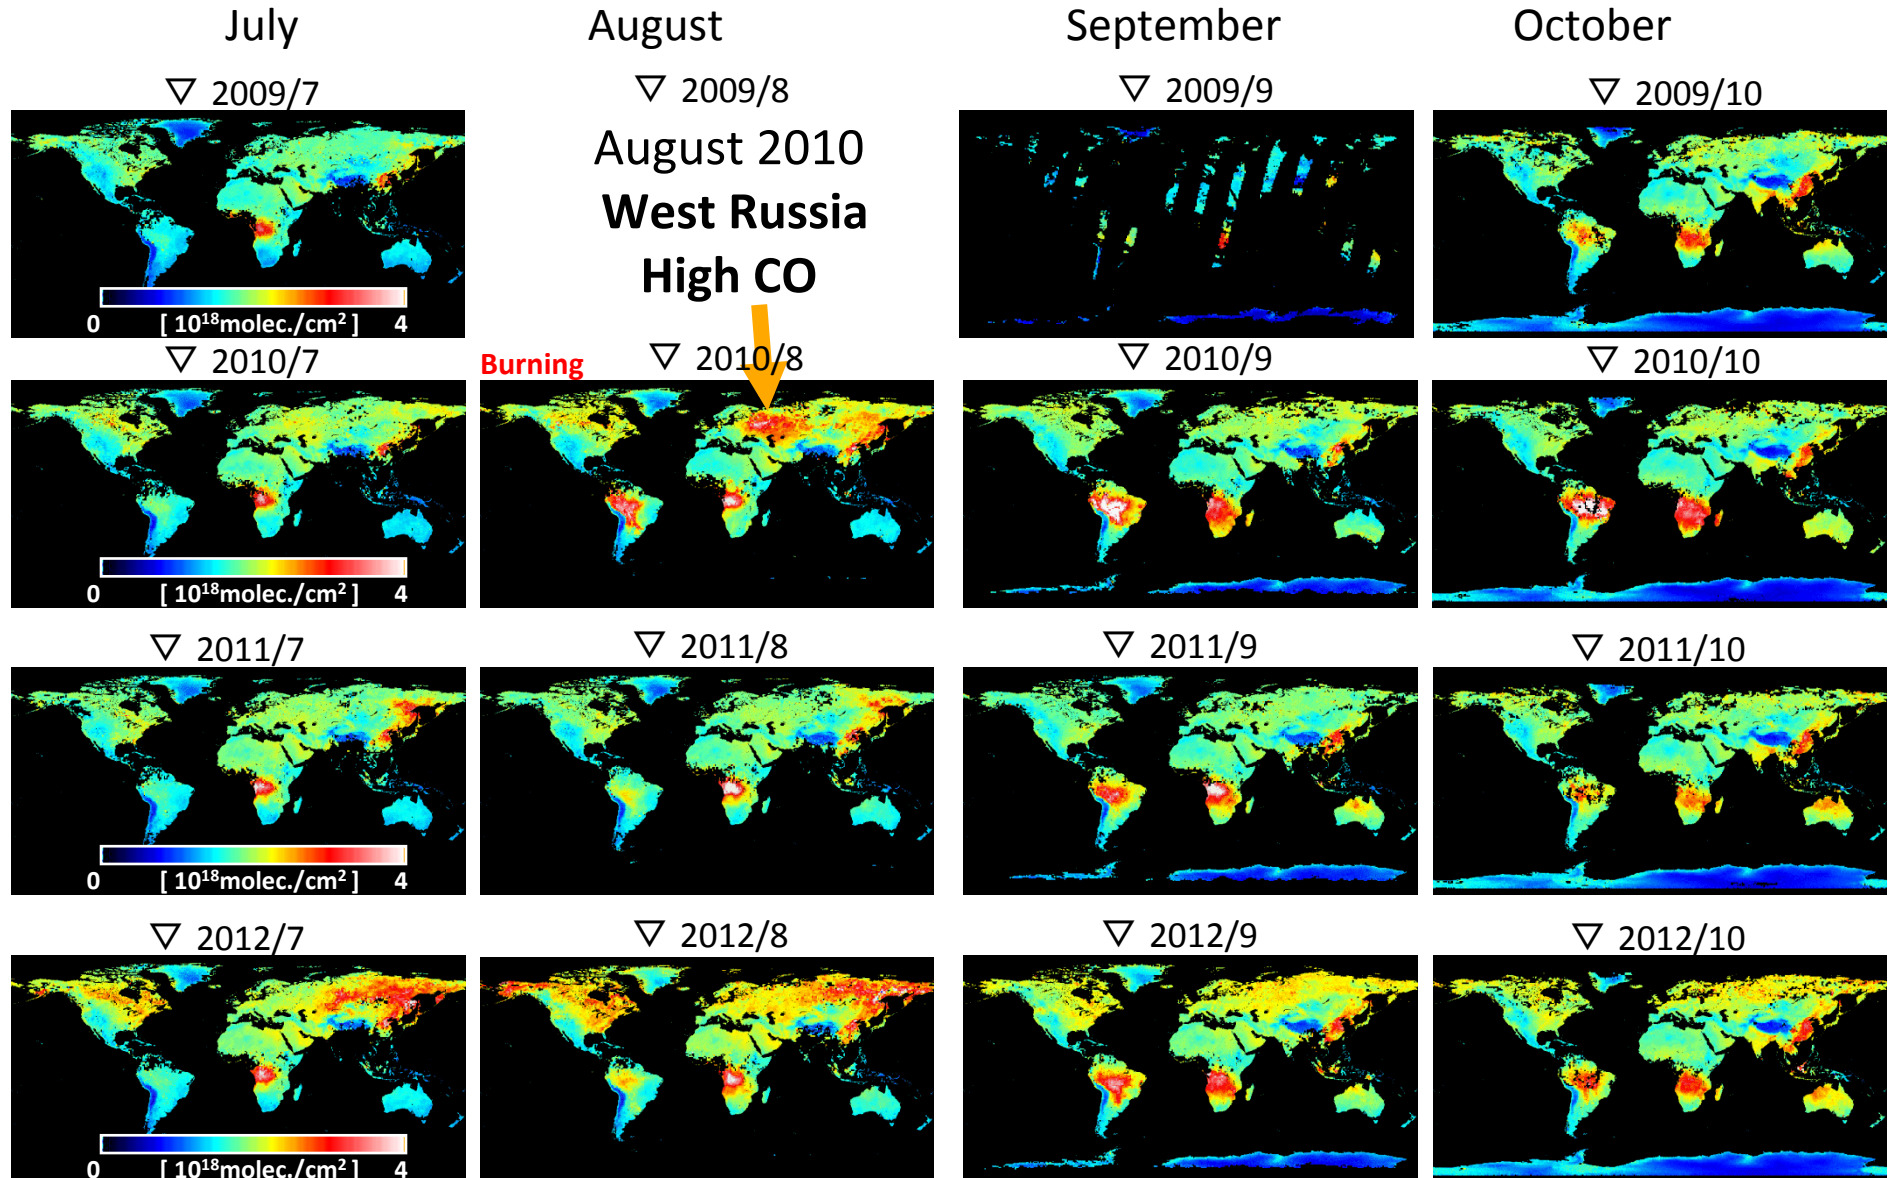 July August September October
▽ 2009/7 ▽ 2009/8 ▽ 2009/9 ▽ 2009/10
August 2010
West Russia
High CO
0 [ 10¹⁸molec./cm² ] 4
▽ 2010/7 Burning ▽ 2010/8 ▽ 2010/9 ▽ 2010/10
0 [ 10¹⁸molec./cm² ] 4
▽ 2011/7 ▽ 2011/8 ▽ 2011/9 ▽ 2011/10
0 [ 10¹⁸molec./cm² ] 4
▽ 2012/7 ▽ 2012/8 ▽ 2012/9 ▽ 2012/10
0 [ 10¹⁸molec./cm² ] 4